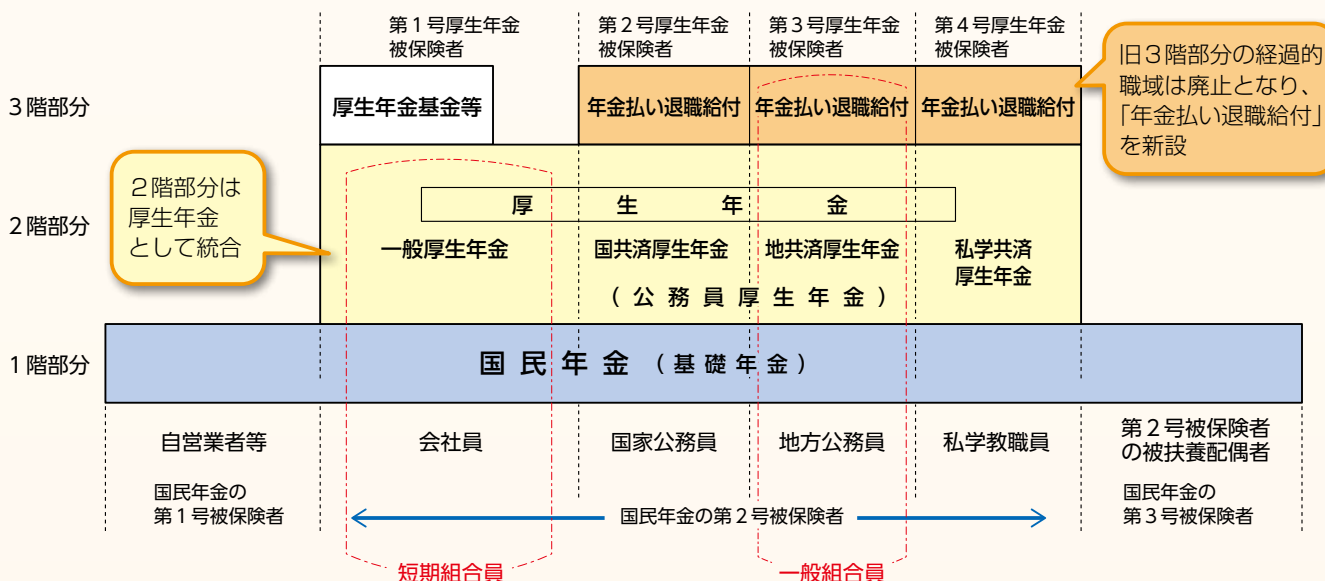 第１号厚生年金
被保険者
第２号厚生年金
被保険者
第３号厚生年金
被保険者
第４号厚生年金
被保険者
旧３階部分の経過的
職域は廃止となり、
「年金払い退職給付」
を新設
３階部分
厚生年金基金等
年金払い退職給付
年金払い退職給付
年金払い退職給付
２階部分は
厚生年金
として統合
２階部分
厚生年金
一般厚生年金
国共済厚生年金
地共済厚生年金
私学共済
厚生年金
（公務員厚生年金）
１階部分
国民年金（基礎年金）
自営業者等
会社員
国家公務員
地方公務員
私学教職員
第２号被保険者
の被扶養配偶者
国民年金の
第１号被保険者
国民年金の第２号被保険者
国民年金の
第３号被保険者
短期組合員
一般組合員